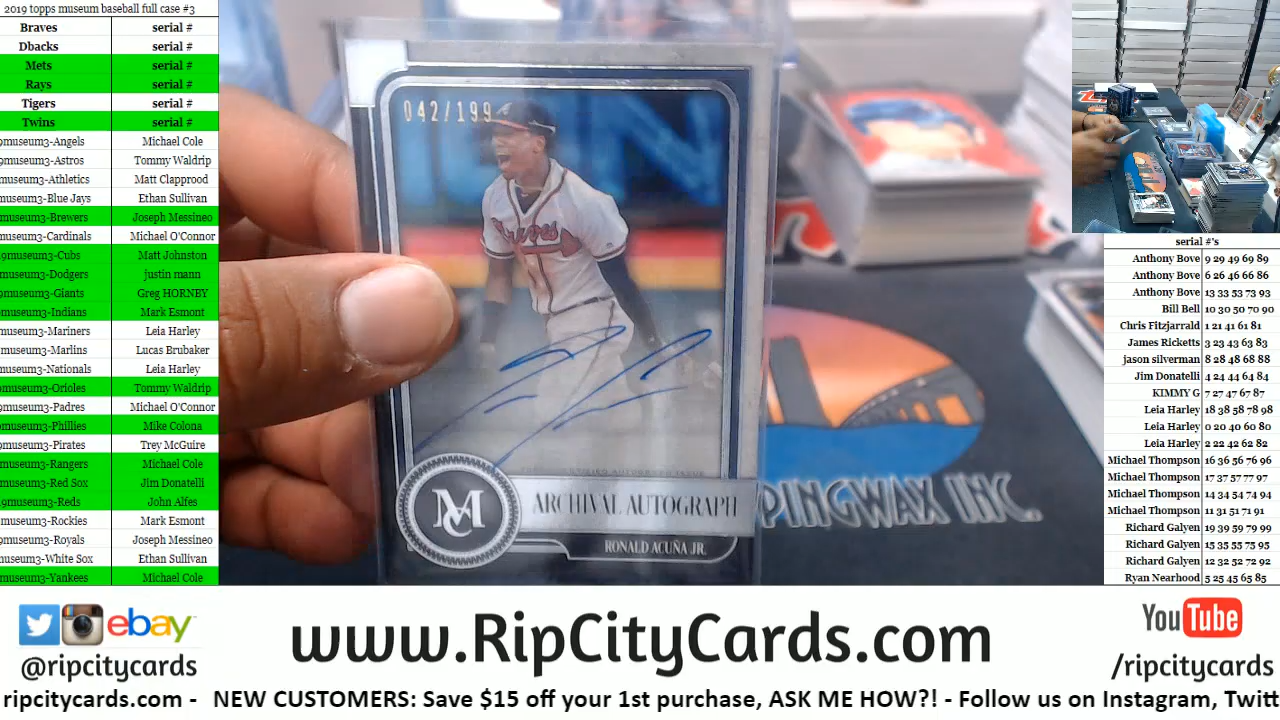 2019 topps museum baseball full case #3
Braves serial #
Dbacks serial #
Mets serial #
Rays serial #
Tigers serial #
Twins serial #
9museum3-Angels Michael Cole
9museum3-Astros Tommy Waldrip
museum3-Athletics Matt Clapprood
museum3-Blue Jays Ethan Sullivan
museum3-Brewers Joseph Messineo
museum3-Cardinals Michael O'Connor
19museum3-Cubs Matt Johnston
museum3-Dodgers justin mann
9museum3-Giants Greg HORNBY
museum3-Indians Mark Esmont
museum3-Mariners Leia Harley
museum3-Marlins Lucas Brubaker
museum3-Nationals Leia Harley
museum3-Orioles Tommy Waldrip
museum3-Padres Michael O'Connor
museum3-Phillies Mike Colona
museum3-Pirates Trey McGuire
museum3-Rangers Michael Cole
museum3-Red Sox Jim Donatelli
19museum3-Reds John Alfes
museum3-Rockies Mark Esmont
9museum3-Royals Joseph Messineo
museum3-White Sox Ethan Sullivan
museum3-Yankees Michael Cole
042/199
Braves
MC
ARCHIVAL AUTOGRAPH
RONALD ACUÑA JR.
PINGWAX INC.
serial #'s
Anthony Bove 9 29 49 69 89
Anthony Bove 6 26 46 66 86
Anthony Bove 13 33 53 73 93
Bill Bell 10 30 50 70 90
Chris Fitzjarrald 1 21 41 61 81
James Ricketts 3 23 43 63 83
jason silverman 8 28 48 68 88
Jim Donatelli 4 24 44 64 84
KIMMY G 7 27 47 67 87
Leia Harley 18 38 58 78 98
Leia Harley 0 20 40 60 80
Leia Harley 2 22 42 62 82
Michael Thompson 16 36 56 76 96
Michael Thompson 17 37 57 77 97
Michael Thompson 14 34 54 74 94
Michael Thompson 11 31 51 71 91
Richard Galyen 19 39 59 79 99
Richard Galyen 15 35 55 75 95
Richard Galyen 12 32 52 72 92
Ryan Nearhood 5 25 45 65 85
ebay
@ripcitycards
www.RipCityCards.com
YouTube
/ripcitycards
ripcitycards.com - NEW CUSTOMERS: Save $15 off your 1st purchase, ASK ME HOW?! - Follow us on Instagram, Twitt